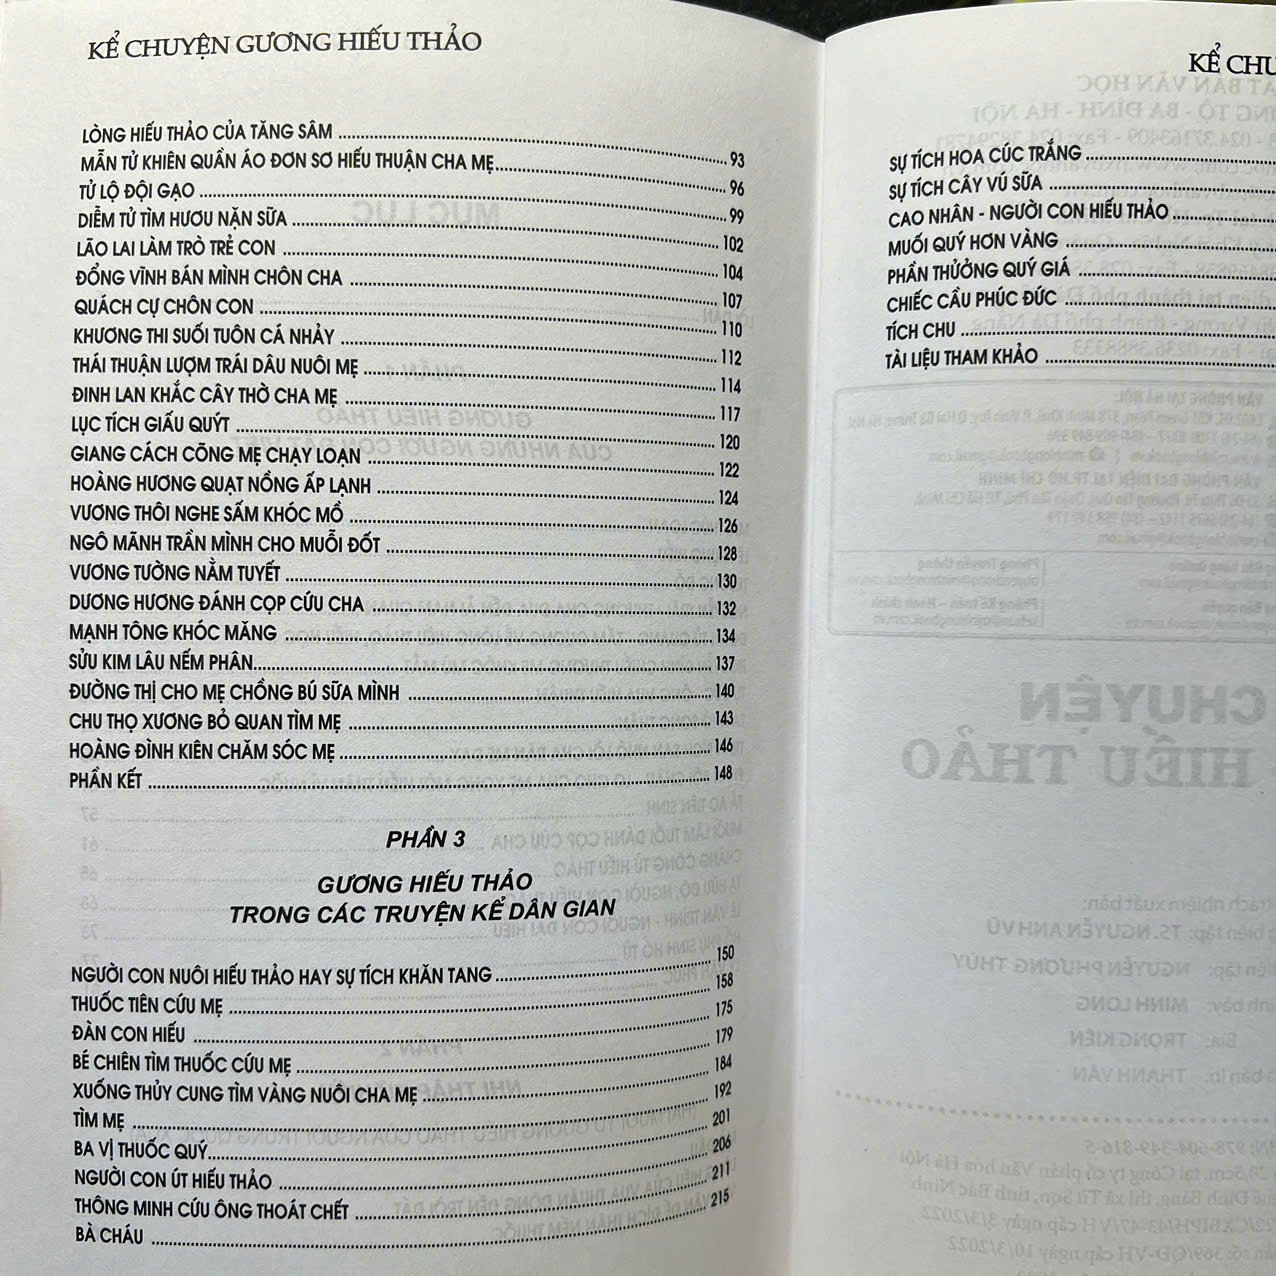 KỂ CHUYỆN GƯƠNG HIẾU THẢO
LÒNG HIẾU THẢO CỦA TĂNG SÂM 93
MẪN TỬ KHIÊN QUẦN ÁO ĐƠN SƠ HIẾU THUẬN CHA MẸ 96
TỬ LỘ ĐỘI GẠO 99
DIỄM TỬ TÌM HƯƠU NẶN SỮA 102
LÃO LAI LÀM TRÒ TRẺ CON 104
ĐỔNG VĨNH BÁN MÌNH CHÔN CHA 107
QUÁCH CỰ CHÔN CON 110
KHƯƠNG THI SUỐI TUÔN CÁ NHẢY 112
THÁI THUẬN LƯỢM TRÁI DÂU NUÔI MẸ 114
ĐINH LAN KHẮC CÂY THỜ CHA MẸ 117
LỤC TÍCH GIẤU QUÝT 120
GIANG CÁCH CÕNG MẸ CHẠY LOẠN 122
HOÀNG HƯƠNG QUẠT NỒNG ẤP LẠNH 124
VƯƠNG THÔI NGHE SẤM KHÓC MỒ 126
NGÔ MÃNH TRẦN MÌNH CHO MUỖI ĐỐT 128
VƯƠNG TƯỜNG NẰM TUYẾT 130
DƯƠNG HƯƠNG ĐÁNH CỌP CỨU CHA 132
MẠNH TÔNG KHÓC MĂNG 134
SỬU KIM LÂU NẾM PHÂN 137
ĐƯỜNG THỊ CHO MẸ CHỒNG BÚ SỮA MÌNH 140
CHU THỌ XƯƠNG BỎ QUAN TÌM MẸ 143
HOÀNG ĐÌNH KIÊN CHĂM SÓC MẸ 146
PHẦN KẾT 148
PHẦN 3
GƯƠNG HIẾU THẢO
TRONG CÁC TRUYỆN KỂ DÂN GIAN
NGƯỜI CON NUÔI HIẾU THẢO HAY SỰ TÍCH KHĂN TANG 150
THUỐC TIÊN CỨU MẸ 158
ĐÀN CON HIẾU 175
BÉ CHIÊN TÌM THUỐC CỨU MẸ 179
XUỐNG THỦY CUNG TÌM VÀNG NUÔI CHA MẸ 184
TÌM MẸ 192
BA VỊ THUỐC QUÝ 201
NGƯỜI CON ÚT HIẾU THẢO 206
THÔNG MINH CỨU ÔNG THOÁT CHẾT 211
BÀ CHÁU 215
KỂ CHU
SỰ TÍCH HOA CÚC TRẮNG
SỰ TÍCH CÂY VÚ SỮA
CAO NHÂN - NGƯỜI CON HIẾU THẢO
MUỐI QUÝ HƠN VÀNG
PHẦN THƯỞNG QUÝ GIÁ
CHIẾC CẦU PHÚC ĐỨC
TÍCH CHU
TÀI LIỆU THAM KHẢO